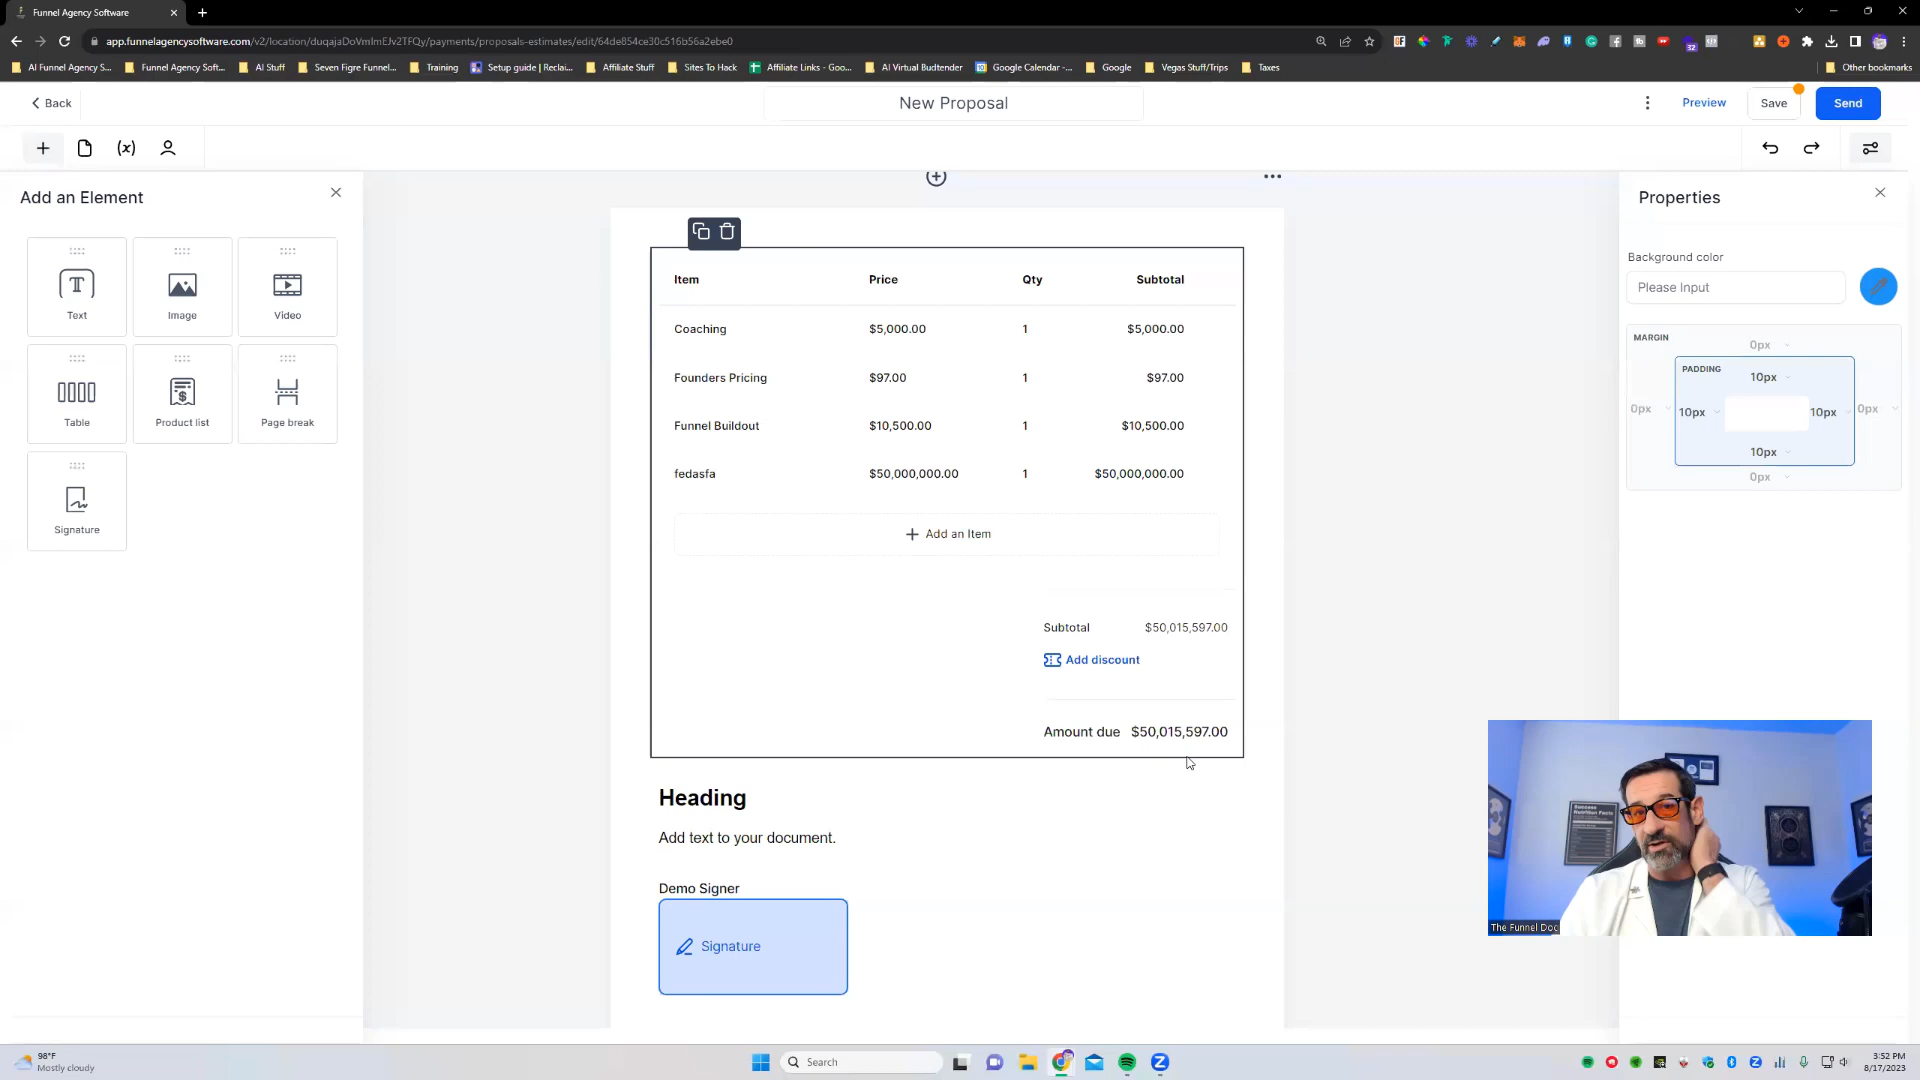 Funnel Agency Software
app.funnelagencysoftware.com/v2/location/duqajaDoVmImEJv2TFQy/payments/proposals-estimates/edit/64de854ce30c516b56a2ebe0
AI Funnel Agency S...
Funnel Agency Soft...
AI Stuff
Seven Figre Funnel...
Training
Setup guide | Reclai...
Affiliate Stuff
Sites To Hack
Affiliate Links - Goo...
AI Virtual Budtender
Google Calendar -...
Google
Vegas Stuff/Trips
Taxes
Other bookmarks
Back
New Proposal
Preview
Save
Send
Add an Element
Text
Image
Video
Table
Product list
Page break
Signature
Item Price Qty Subtotal
Coaching $5,000.00 1 $5,000.00
Founders Pricing $97.00 1 $97.00
Funnel Buildout $10,500.00 1 $10,500.00
fedasfa $50,000,000.00 1 $50,000,000.00
Add an Item
Subtotal $50,015,597.00
Add discount
Amount due $50,015,597.00
Heading
Add text to your document.
Demo Signer
Signature
Properties
Background color
Please Input
MARGIN
0px
PADDING
10px
0px 10px 10px 0px
10px
0px
Success
Nutrition Facts
The Funnel Doc
98°F
Mostly cloudy
Search
3:52 PM
8/17/2023